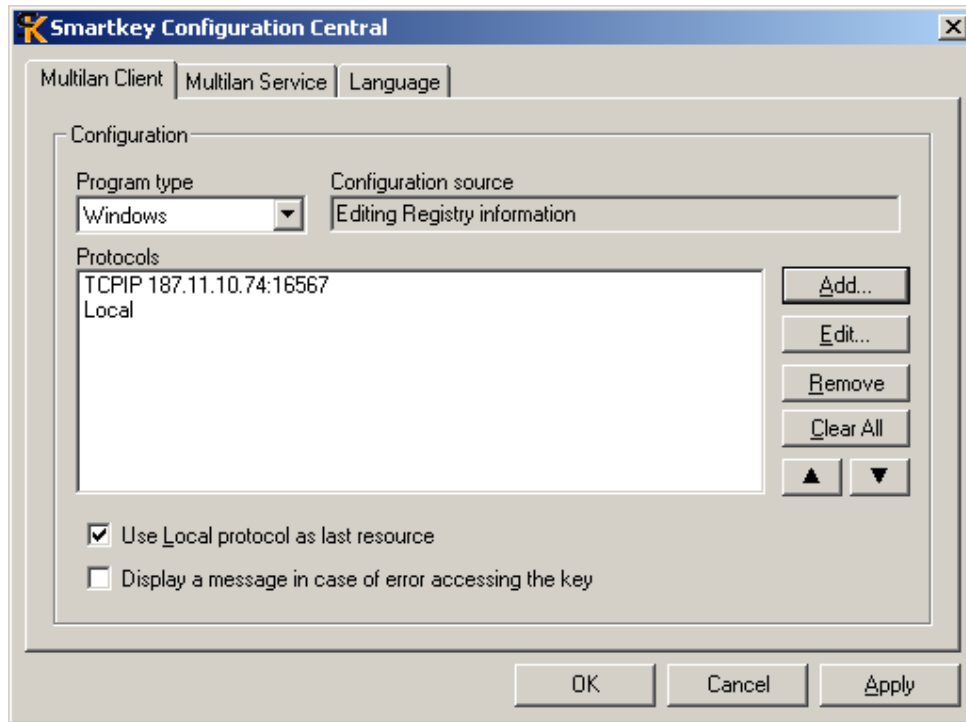 Smartkey Configuration Central
Multilan Client Multilan Service Language
Configuration
Program type Configuration source
Windows Editing Registry information
Protocols
TCPIP 187.11.10.74:16567
Local
Add...
Edit...
Remove
Clear All
Use Local protocol as last resource
Display a message in case of error accessing the key
OK Cancel Apply